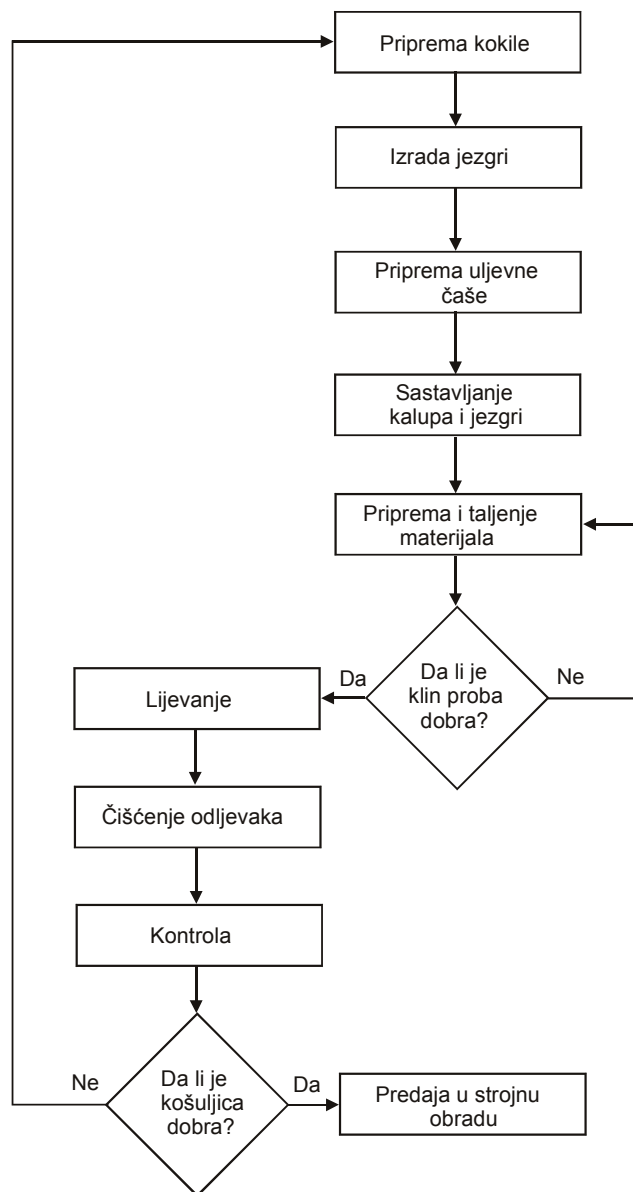 Priprema kokile
Izrada jezgri
Priprema uljevne
čaše
Sastavljanje
kalupa i jezgri
Priprema i taljenje
materijala
Da li je
klin proba
dobra?
Da
Ne
Lijevanje
Čišćenje odljevaka
Kontrola
Da li je
košuljica
dobra?
Ne
Da
Predaja u strojnu
obradu